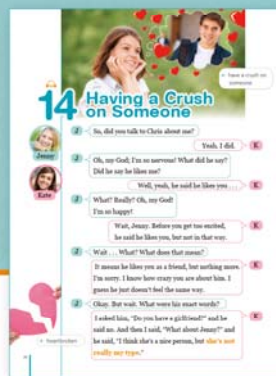 have a crush on
someone
14 Having a Crush
on Someone
J So, did you talk to Chris about me?
Yeah, I did. K
Jenny
J Oh, my God; I'm so nervous! What did he say?
Did he say he likes me?
Kate
Well, yeah, he said he likes you . . . K
J What? Really? Oh, my God!
I'm so happy!
Wait, Jenny. Before you get too excited, K
he said he likes you, but not in that way.
J Wait . . . What? What does that mean?
It means he likes you as a friend, but nothing more. K
I'm sorry. I know how crazy you are about him. I
guess he just doesn't feel the same way.
J Okay. But wait. What were his exact words?
I asked him, "Do you have a girlfriend?" and he K
said no. And then I said, "What about Jenny?" and
he said, "I think she's a nice person, but she's not
really my type."
heartbroken